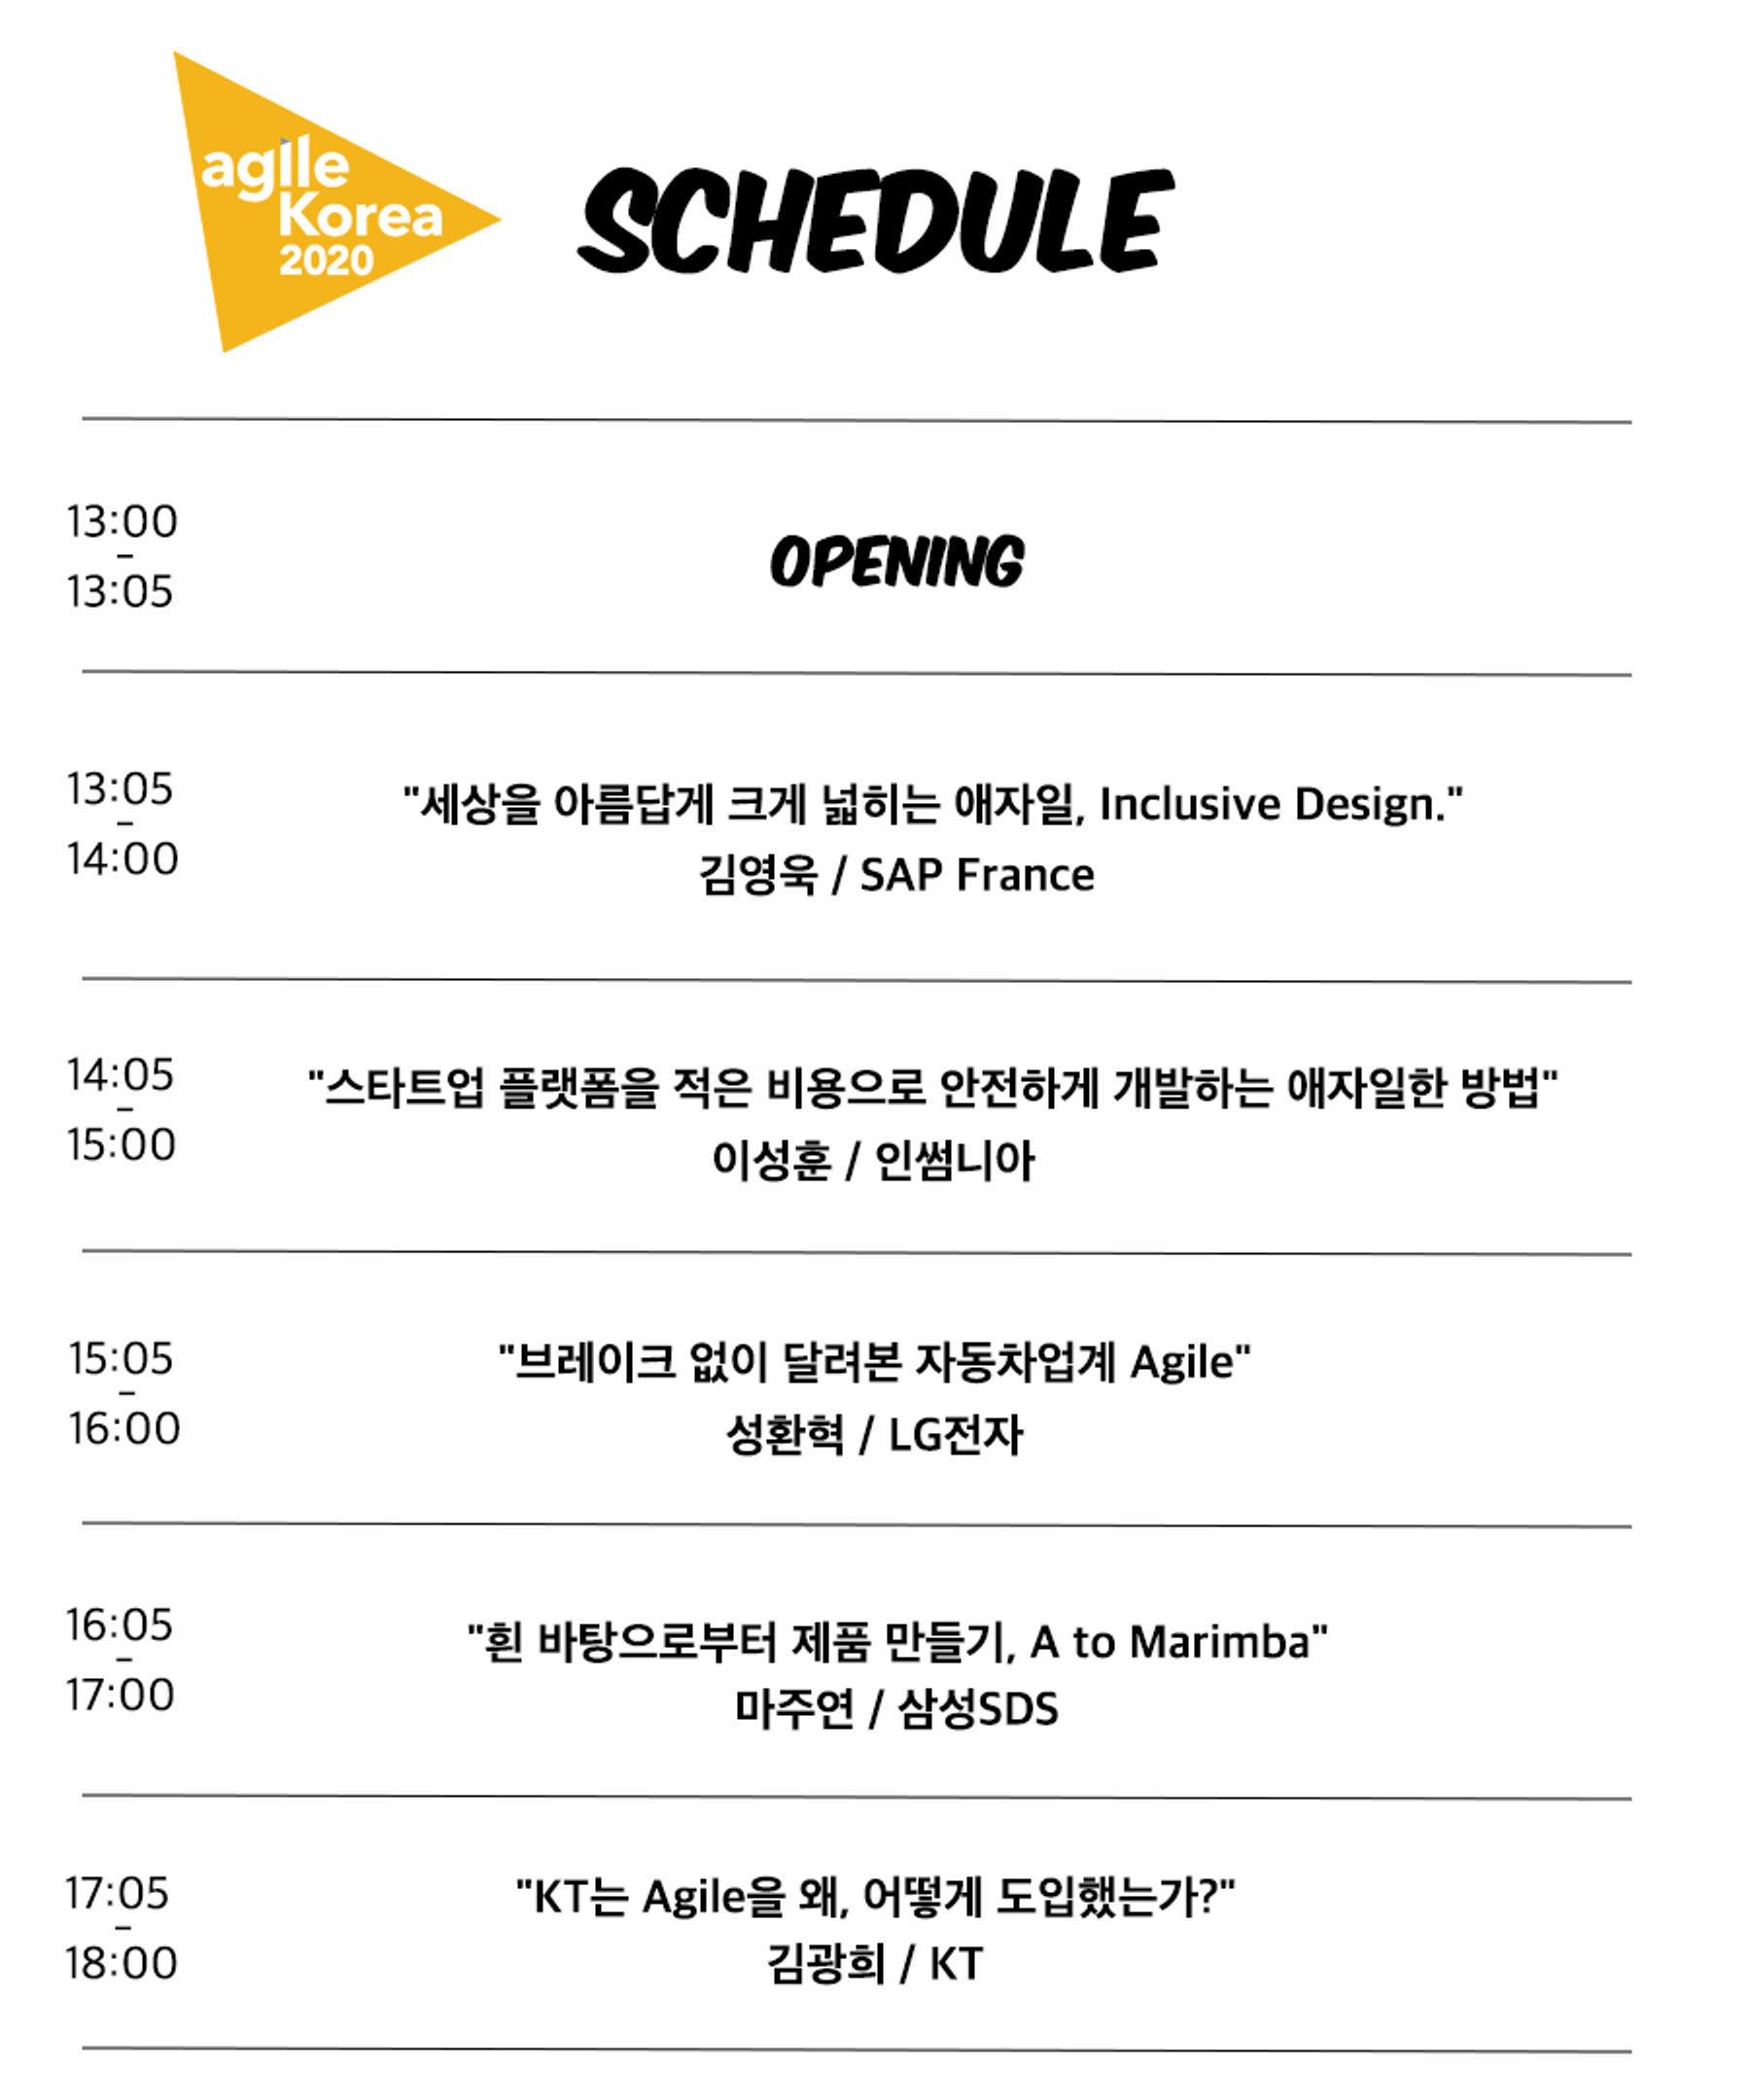 agile
Korea
2020
SCHEDULE
13:00
–
13:05
OPENING
13:05
–
14:00
"세상을 아름답게 크게 넓히는 애자일, Inclusive Design."
김영욱 / SAP France
14:05
–
15:00
"스타트업 플랫폼을 적은 비용으로 안전하게 개발하는 애자일한 방법"
이성훈 / 인썸니아
15:05
–
16:00
"브레이크 없이 달려본 자동차업계 Agile"
성환혁 / LG전자
16:05
–
17:00
"흰 바탕으로부터 제품 만들기, A to Marimba"
마주연 / 삼성SDS
17:05
–
18:00
"KT는 Agile을 왜, 어떻게 도입했는가?"
김광희 / KT